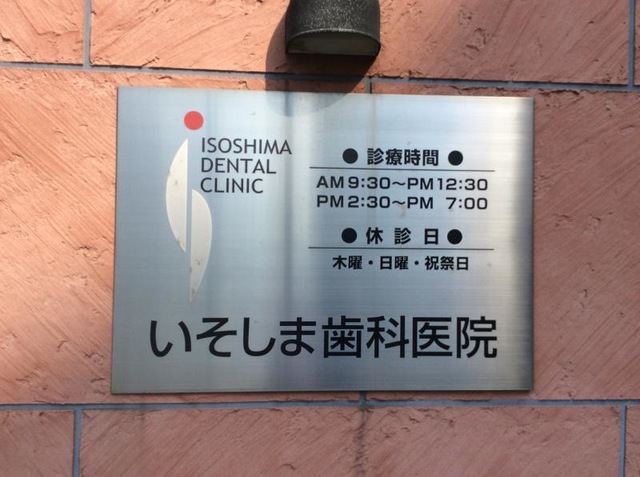 ISOSHIMA
DENTAL
CLINIC
● 診療時間 ●
AM 9:30～PM 12:30
PM 2:30～PM 7:00
● 休診日 ●
木曜・日曜・祝祭日
いそしま歯科医院